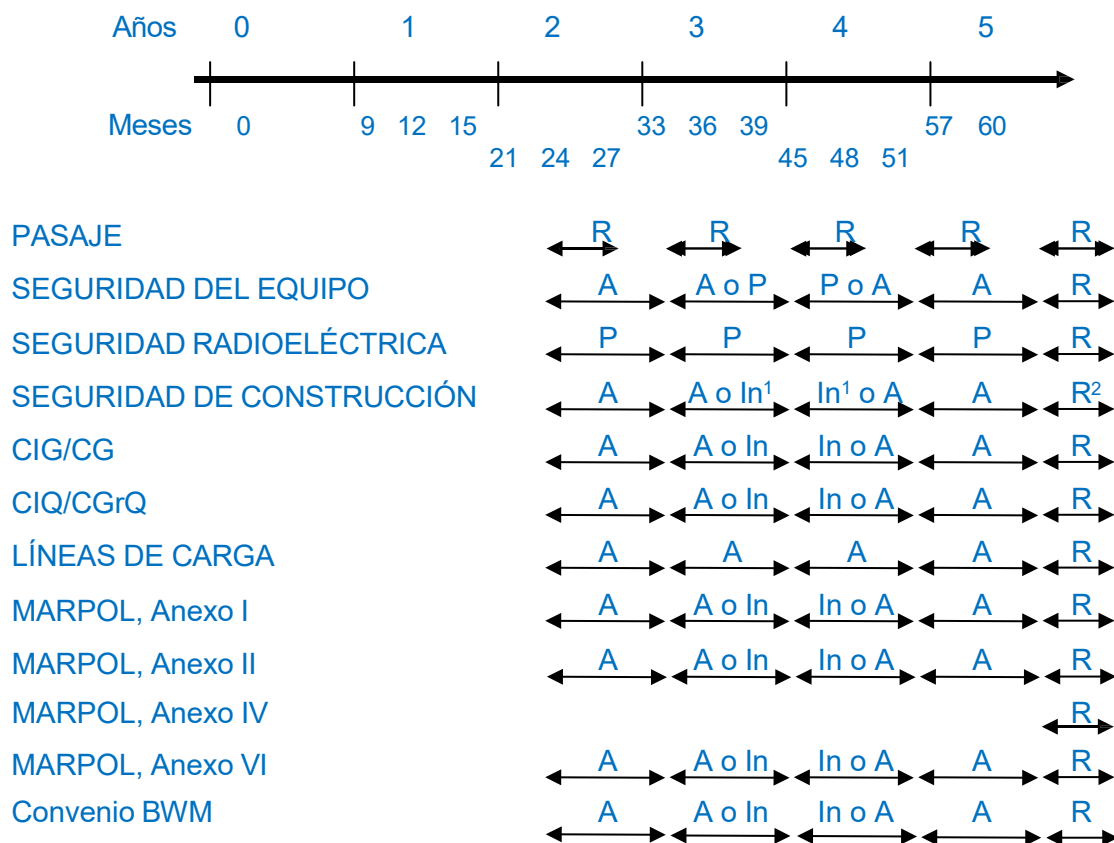 Años 0 1 2 3 4 5
Meses 0 9 12 15 33 36 39 57 60
21 24 27 45 48 51
PASAJE R R R R R
SEGURIDAD DEL EQUIPO A A o P P o A A R
SEGURIDAD RADIOELÉCTRICA P P P P R
SEGURIDAD DE CONSTRUCCIÓN A A o In¹ In¹ o A A R²
CIG/CG A A o In In o A A R
CIQ/CGrQ A A o In In o A A R
LÍNEAS DE CARGA A A A A R
MARPOL, Anexo I A A o In In o A A R
MARPOL, Anexo II A A o In In o A A R
MARPOL, Anexo IV R
MARPOL, Anexo VI A A o In In o A A R
Convenio BWM A A o In In o A A R